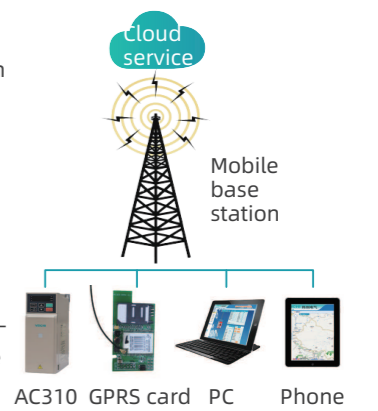 Cloud
service
Mobile
base
station
AC310 GPRS card PC Phone